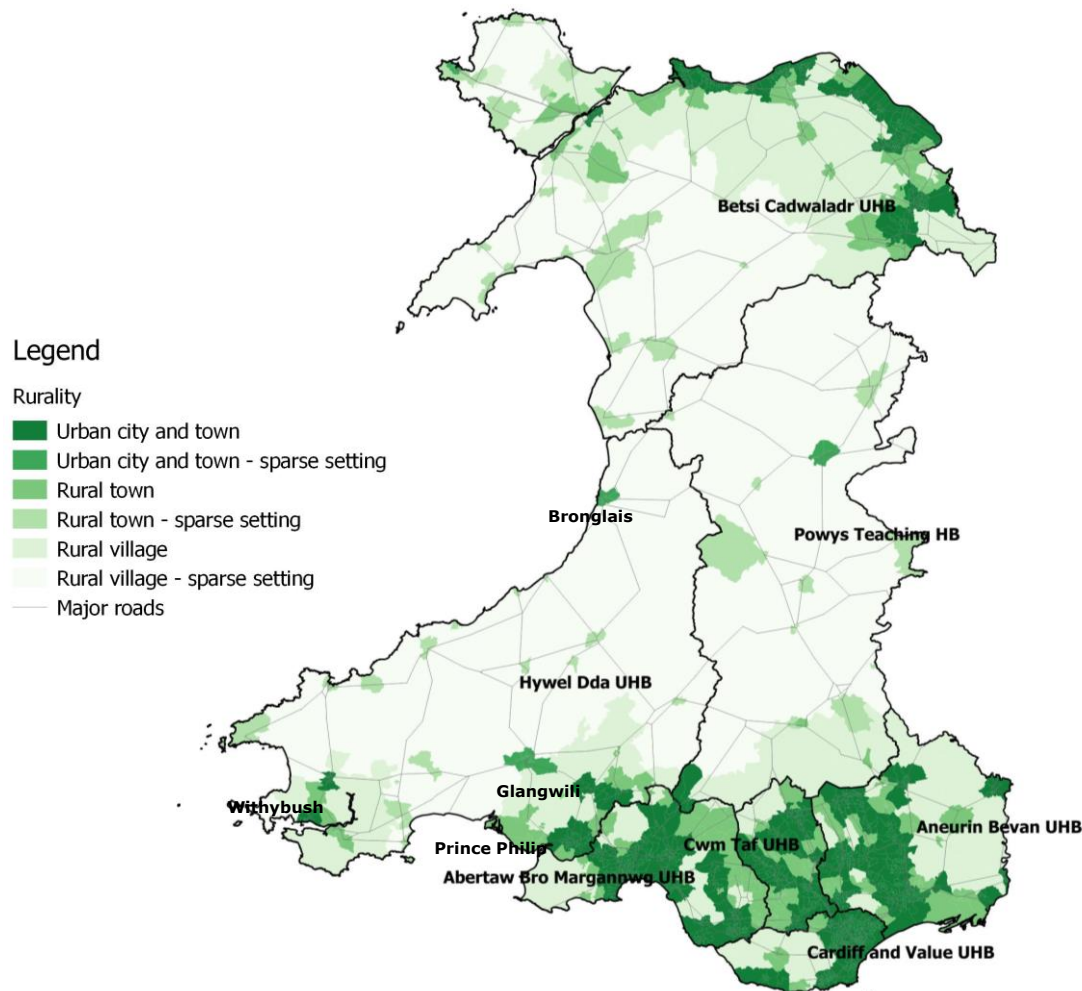 Betsi Cadwaladr UHB
Legend
Rurality
Urban city and town
Urban city and town - sparse setting
Rural town
Rural town - sparse setting
Rural village
Rural village - sparse setting
Major roads
Bronglais
Powys Teaching HB
Hywel Dda UHB
Glangwili
Withybush
Aneurin Bevan UHB
Prince Philip
Cwm Taf UHB
Abertaw Bro Margannwg UHB
Cardiff and Value UHB